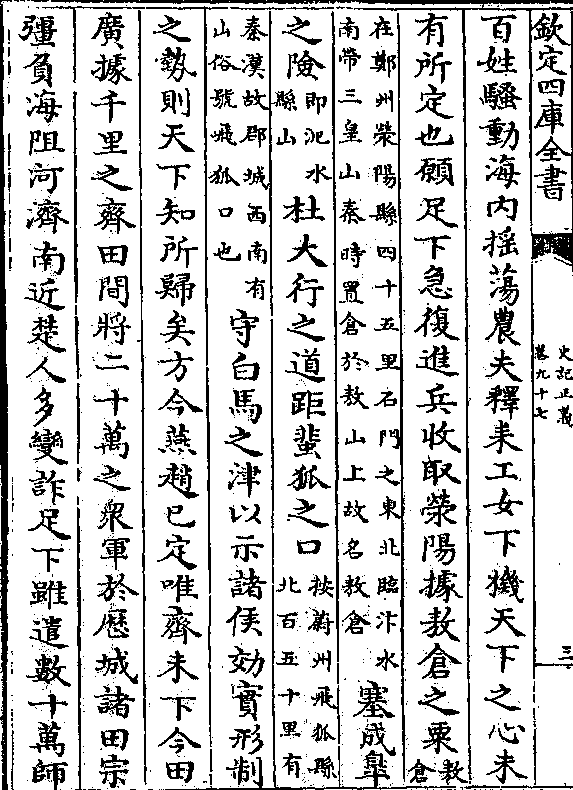 欽定四庫全書
史記正義
卷九十七
三
百姓騷動海内揺蕩農夫釋耒工女下機天下之心未
有所定也願足下急復進兵收取滎陽據敖倉之粟敖倉
在鄭州滎陽縣四十五里石門之東北臨汴水
南帶三皇山秦時置倉於敖山上故名敖倉
塞成臯
之險即汜水縣山杜大行之道距蜚狐之口按蔚州飛狐縣北百五十里有
秦漢故郡城西南有山俗號飛狐口也守白馬之津以示諸侯効實形制
之勢則天下知所歸矣方今燕趙已定唯齊未下今田
廣據千里之齊田間將二十萬之衆軍於歴城諸田宗
彊負海阻河濟南近楚人多變詐足下雖遣數十萬師